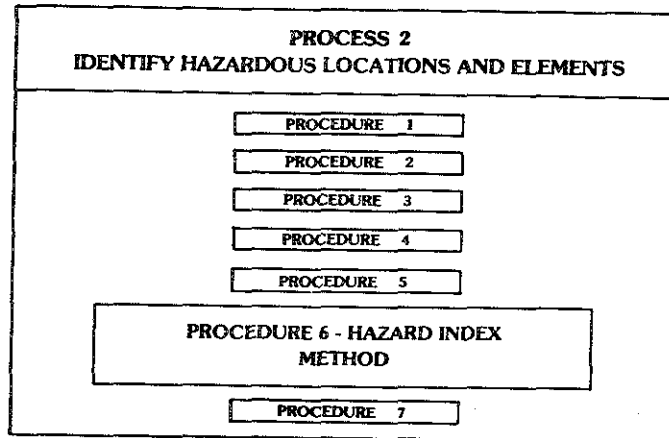 PROCESS 2
IDENTIFY HAZARDOUS LOCATIONS AND ELEMENTS
PROCEDURE 1
PROCEDURE 2
PROCEDURE 3
PROCEDURE 4
PROCEDURE 5
PROCEDURE 6 - HAZARD INDEX
METHOD
PROCEDURE 7